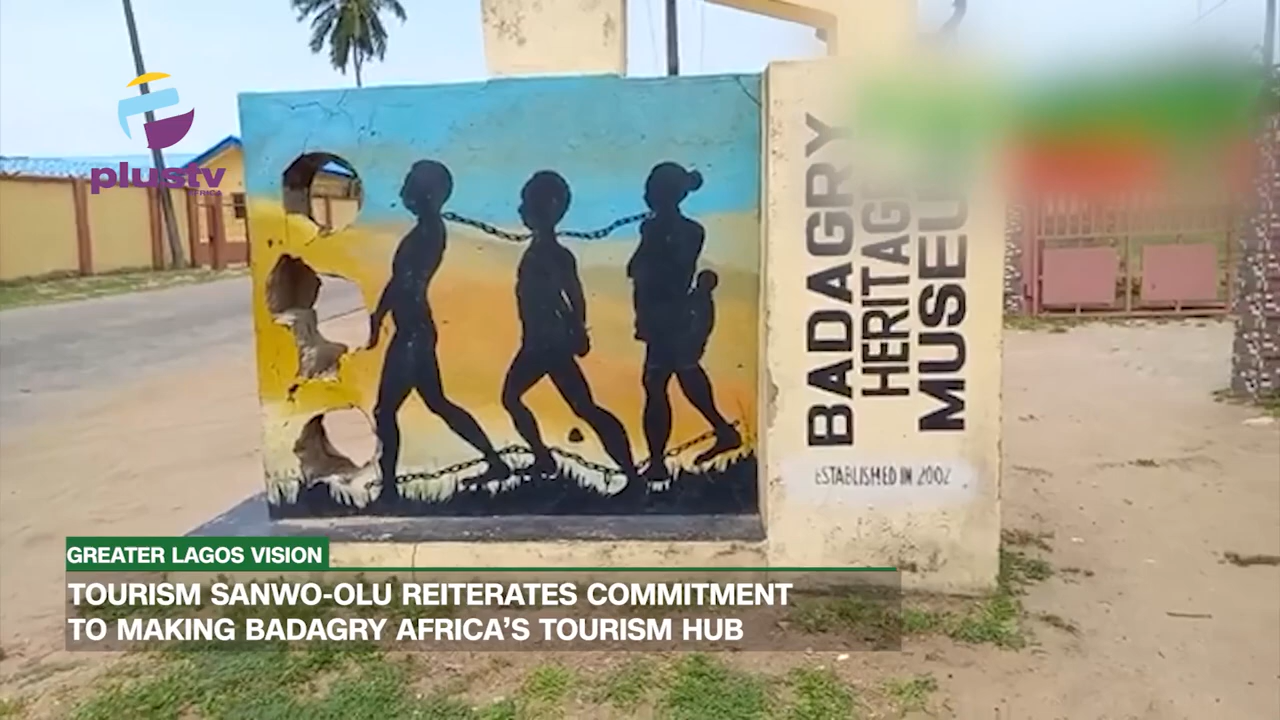 plustv
AFRICA
BADAGRY
HERITAGE
MUSEU
ESTABLISHED IN 2002
GREATER LAGOS VISION
TOURISM SANWO-OLU REITERATES COMMITMENT
TO MAKING BADAGRY AFRICA'S TOURISM HUB